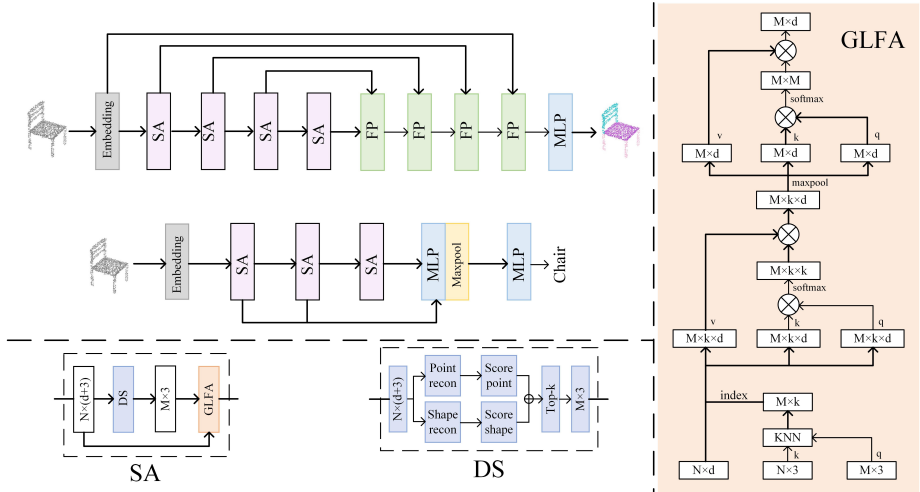 Embedding
SA
SA
SA
SA
FP
FP
FP
FP
MLP
Embedding
SA
SA
SA
MLP
Maxpool
MLP
Chair
N×(d+3)
DS
M×3
GLFA
SA
N×(d+3)
Point
recon
Score
point
Shape
recon
Score
shape
Top-k
M×3
DS
GLFA
M×d
M×M
softmax
v
k
q
M×d
M×d
M×d
maxpool
M×k×d
M×k×k
softmax
v
k
q
M×k×d
M×k×d
M×k×d
index
M×k
KNN
k
q
N×d
N×3
M×3